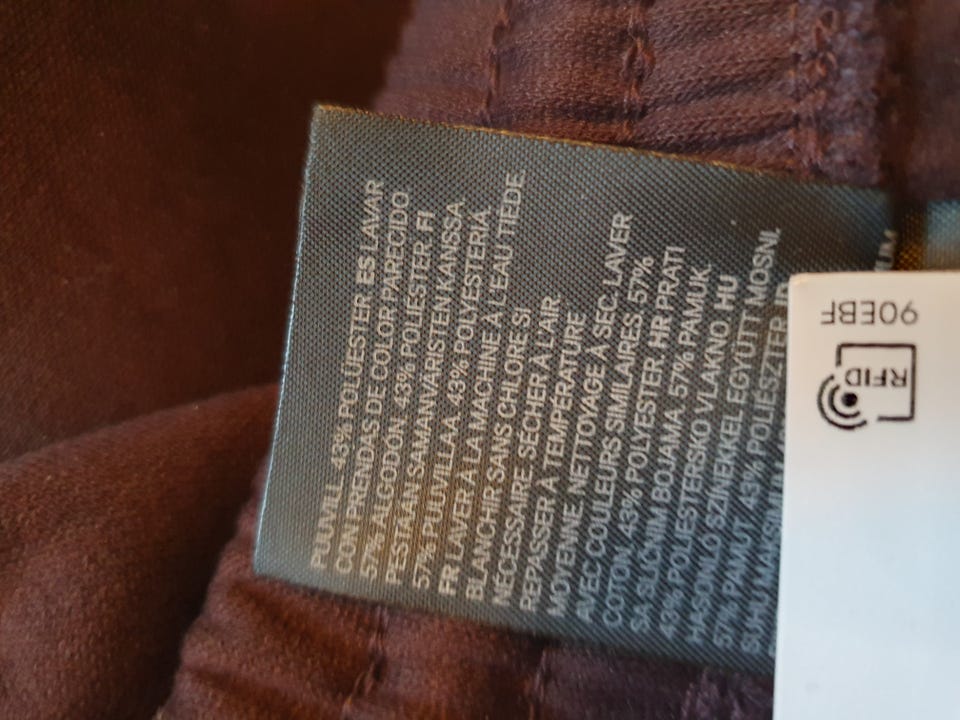 PUUVILL. 43% POLÜESTER ES LAVAR
CON PRENDAS DE COLOR PARECIDO
57% ALGODÓN. 43% POLIESTER FI
PESTÄÄN SAMANVÄRISTEN KANSSA
57% PUUVILLAA. 43% POLYESTERIÄ
FR LAVER À LA MACHINE À L'EAU TIÈDE
BLANCHIR SANS CHLORE SI
NÉCESSAIRE. SÉCHER À L'AIR
REPASSER À TEMPÉRATURE
MOYENNE. NETTOYAGE À SEC. LAVER
AVEC COULEURS SIMILAIRES 57%
COTON. 43% POLYESTER. HR PRATI
SA SLIČNIM BOJAMA. 57% PAMUK
43% POLIESTERSKO VLAKNO HU
HASONLÓ SZÍNEKKEL EGYÜTT MOSNI.
57% PAMUT 43% POLIÉSZTER
90EBF
RFID